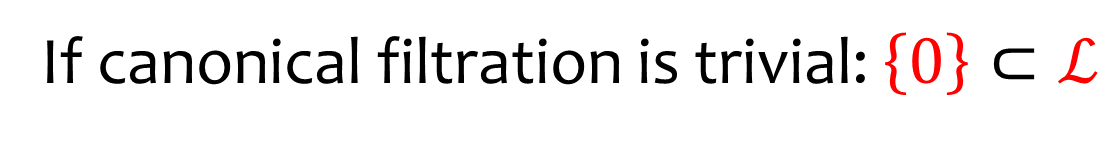 If canonical filtration is trivial: {0} ⊂ ℒ